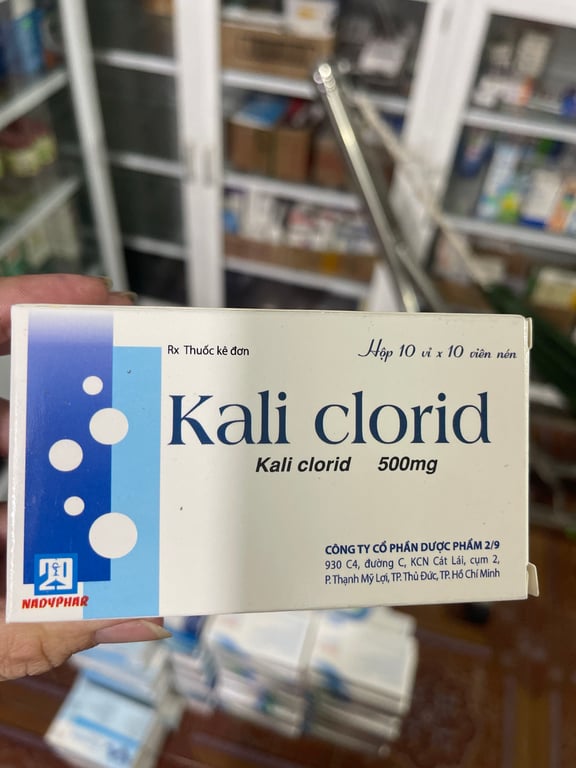 Rx Thuốc kê đơn
Hộp 10 vỉ x 10 viên nén
Kali clorid
Kali clorid 500mg
CÔNG TY CỔ PHẦN DƯỢC PHẨM 2/9
930 C4, đường C, KCN Cát Lái, cụm 2,
P. Thạnh Mỹ Lợi, TP. Thủ Đức, TP. Hồ Chí Minh
NADYPHAR